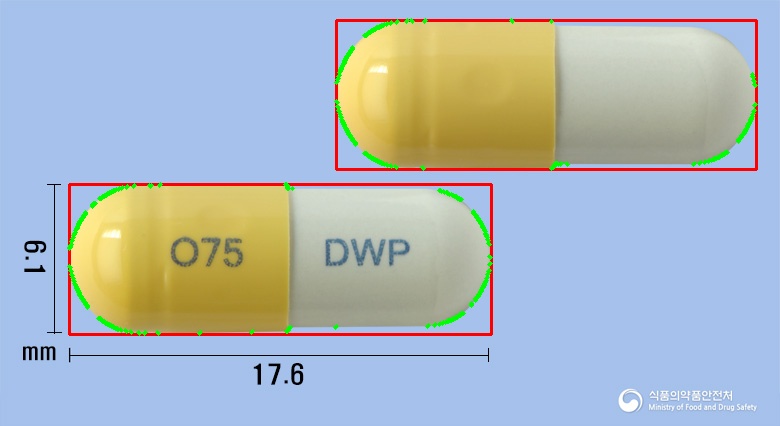 O75 DWP
6.1
mm
17.6
식품의약품안전처
Ministry of Food and Drug Safety